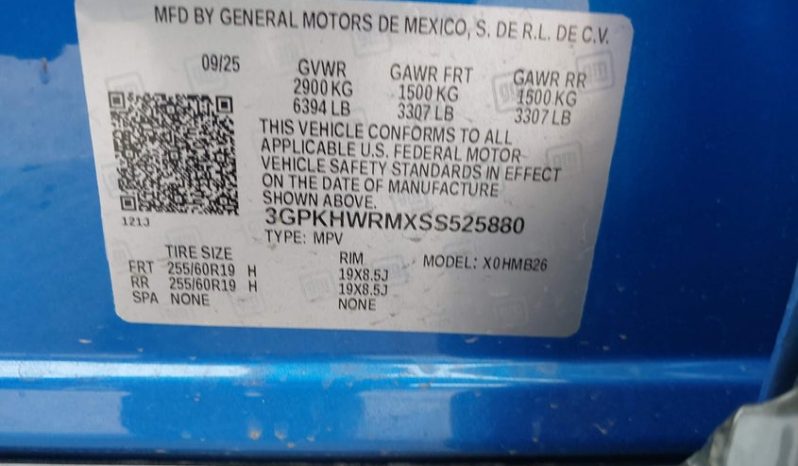 MFD BY GENERAL MOTORS DE MEXICO, S. DE R.L. DE C.V.
09/25 GVWR GAWR FRT GAWR RR
2900 KG 1500 KG 1500 KG
6394 LB 3307 LB 3307 LB
THIS VEHICLE CONFORMS TO ALL
APPLICABLE U.S. FEDERAL MOTOR
VEHICLE SAFETY STANDARDS IN EFFECT
ON THE DATE OF MANUFACTURE
SHOWN ABOVE.
121J
3GPKHWRMXSS525880
TYPE: MPV
TIRE SIZE RIM MODEL: X0HMB26
FRT 255/60R19 H 19X8.5J
RR 255/60R19 H 19X8.5J
SPA NONE NONE